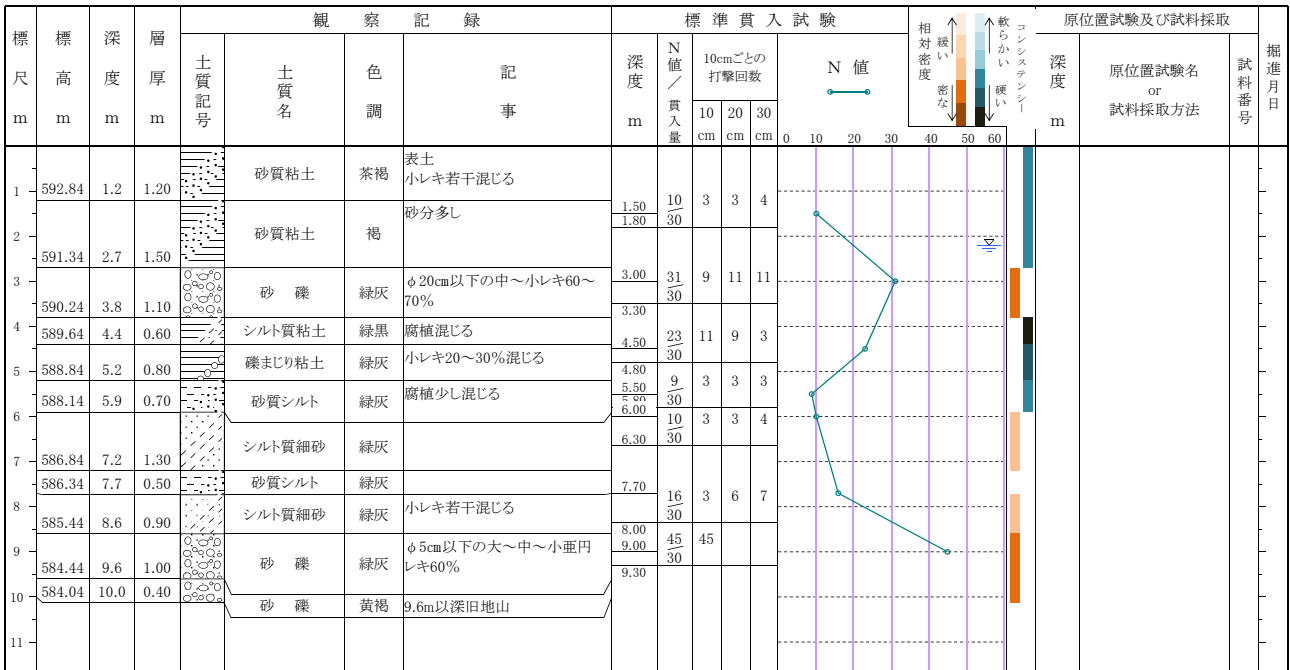 標尺 m
標高 m
深度 m
層厚 m
観察記録
土質記号
土質名
色調
記事
標準貫入試験
深度 m
N値/貫入量
10cmごとの
打撃回数
10 20 30
cm cm cm
N 値
0 10 20 30 40 50 60
相対密度
緩い
密な
軟らかい
硬い
コンシステンシー
原位置試験及び試料採取
深度 m
原位置試験名
or
試料採取方法
試料番号
掘進月日
1
2
3
4
5
6
7
8
9
10
11
592.84 1.2 1.20 砂質粘土 茶褐 表土
小レキ若干混じる
591.34 2.7 1.50 砂質粘土 褐 砂分多し
590.24 3.8 1.10 砂 礫 緑灰 φ20cm以下の中～小レキ60～
70%
589.64 4.4 0.60 シルト質粘土 緑黒 腐植混じる
588.84 5.2 0.80 礫まじり粘土 緑灰 小レキ20～30%混じる
588.14 5.9 0.70 砂質シルト 緑灰 腐植少し混じる
586.84 7.2 1.30 シルト質細砂 緑灰
586.34 7.7 0.50 砂質シルト 緑灰
585.44 8.6 0.90 シルト質細砂 緑灰 小レキ若干混じる
584.44 9.6 1.00 砂 礫 緑灰 φ5cm以下の大～中～小亜円
レキ60%
584.04 10.0 0.40 砂 礫 黄褐 9.6m以深旧地山
1.50
1.80
10/30 3 3 4
3.00
3.30
31/30 9 11 11
4.50
4.80
23/30 11 9 3
5.50
5.80
9/30 3 3 3
6.00
6.30
10/30 3 3 4
7.70
8.00
16/30 3 6 7
9.00
9.30
45/30 45